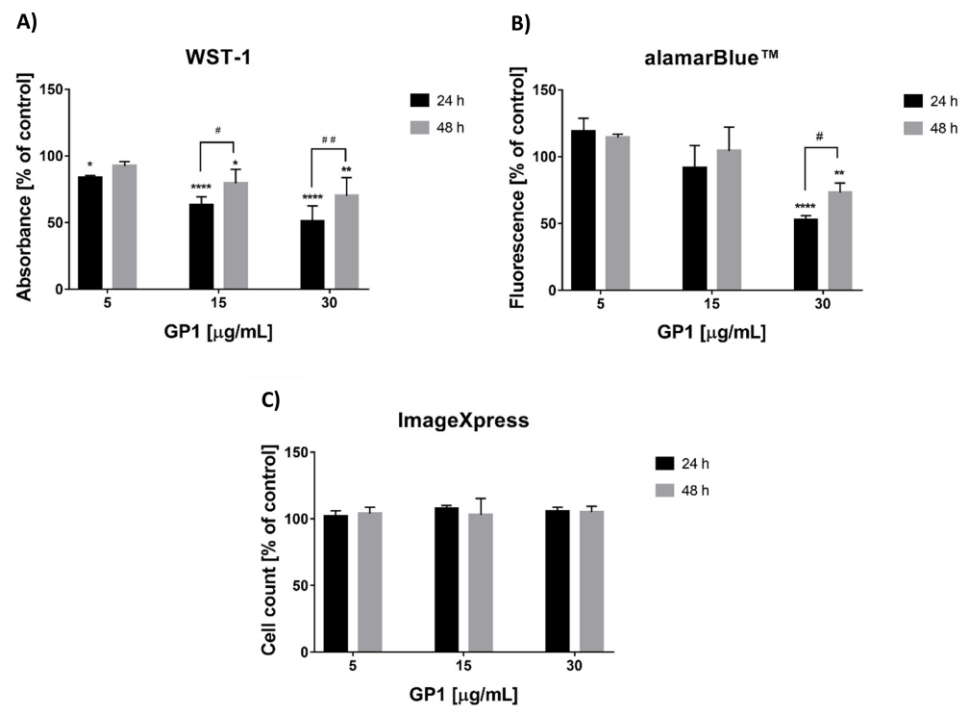 A)
WST-1
Absorbance [% of control]
150
100
50
0
*
****
*
#
****
**
# #
5
15
30
GP1 [µg/mL]
24 h
48 h
B)
alamarBlue™
Fluorescence [% of control]
150
100
50
0
****
**
#
5
15
30
GP1 [µg/mL]
24 h
48 h
C)
ImageXpress
Cell count [% of control]
150
100
50
0
5
15
30
GP1 [µg/mL]
24 h
48 h